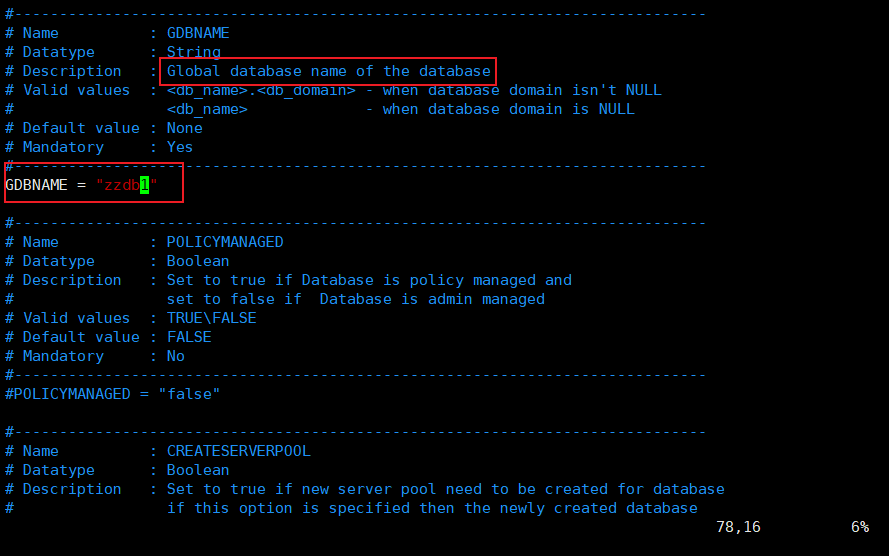 #-----------------------------------------------------------------------------
# Name          : GDBNAME
# Datatype      : String
# Description   : Global database name of the database
# Valid values  : <db_name>.<db_domain> - when database domain isn't NULL
#                 <db_name>             - when database domain is NULL
# Default value : None
# Mandatory     : Yes
#-----------------------------------------------------------------------------
GDBNAME = "zzdb1"
#-----------------------------------------------------------------------------
# Name          : POLICYMANAGED
# Datatype      : Boolean
# Description   : Set to true if Database is policy managed and
#                 set to false if  Database is admin managed
# Valid values  : TRUE\FALSE
# Default value : FALSE
# Mandatory     : No
#-----------------------------------------------------------------------------
#POLICYMANAGED = "false"
#-----------------------------------------------------------------------------
# Name          : CREATESERVERPOOL
# Datatype      : Boolean
# Description   : Set to true if new server pool need to be created for database
#                 if this option is specified then the newly created database
78,16          6%